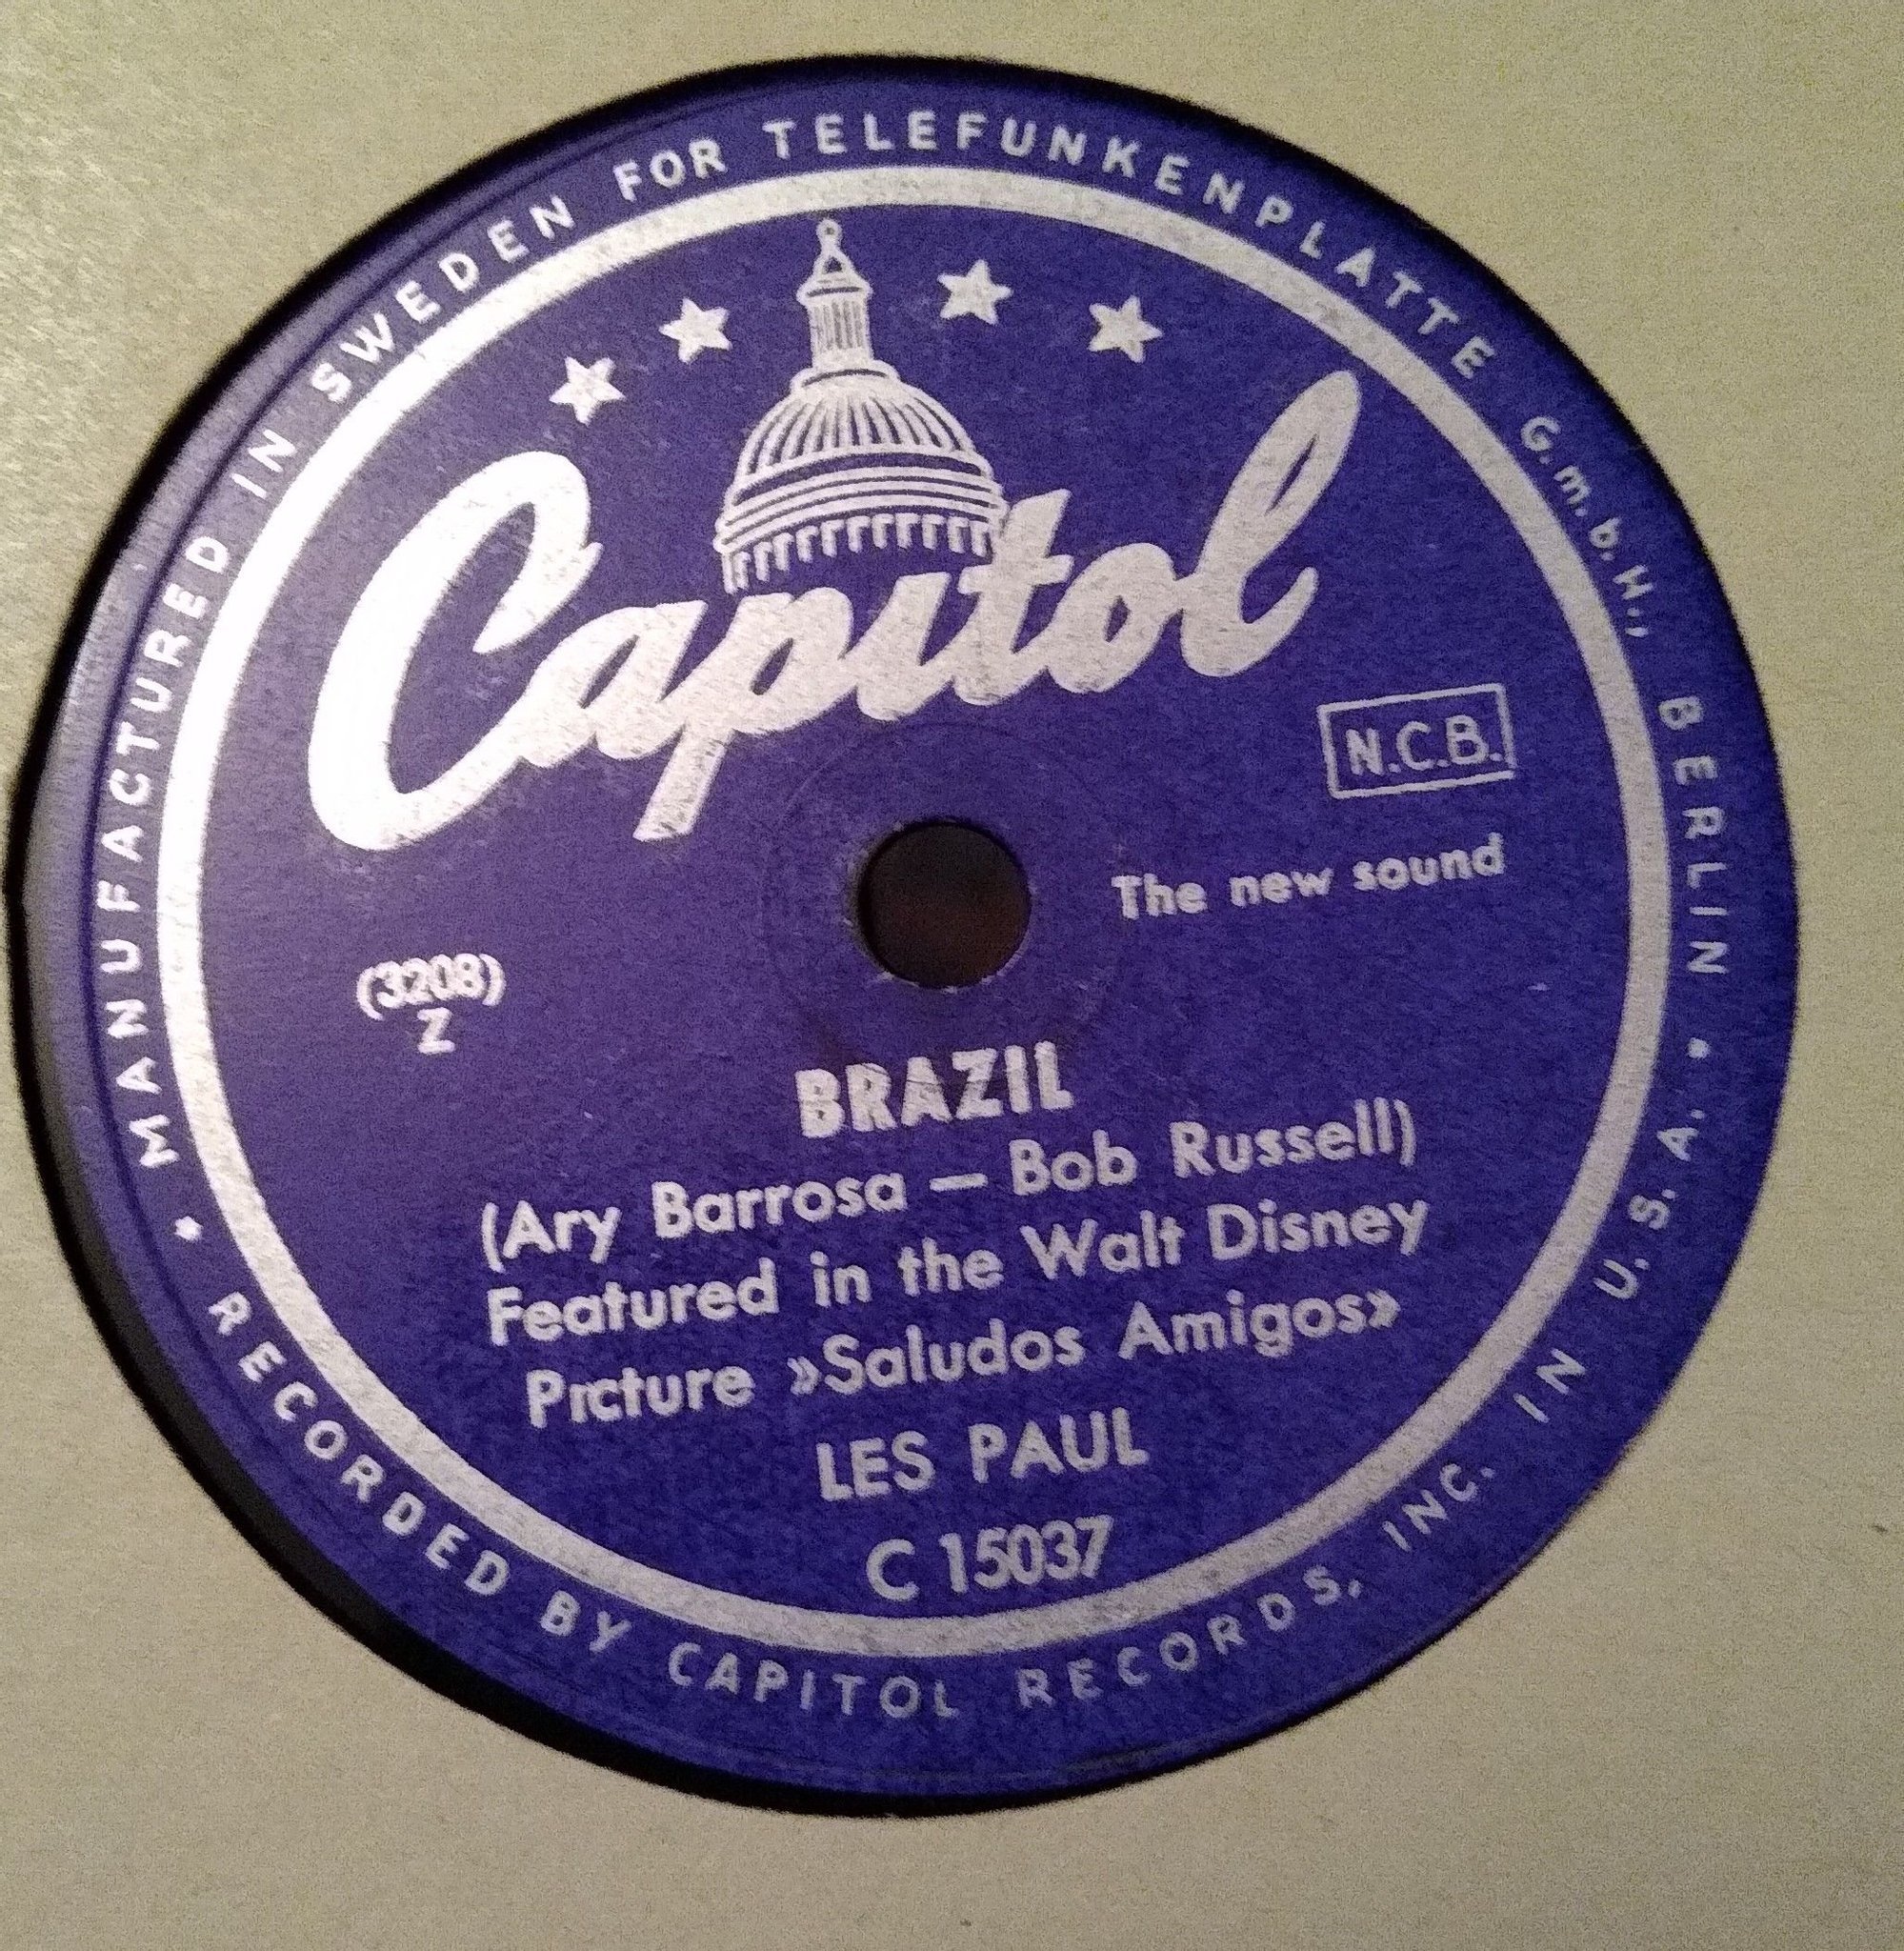 MANUFACTURED IN SWEDEN FOR TELEFUNKENPLATTE G.m.b.H., BERLIN
Capitol
N.C.B.
The new sound
(3208)
Z
BRAZIL
(Ary Barrosa — Bob Russell)
Featured in the Walt Disney
Picture »Saludos Amigos»
LES PAUL
C 15037
RECORDED BY CAPITOL RECORDS, INC. IN U.S.A.